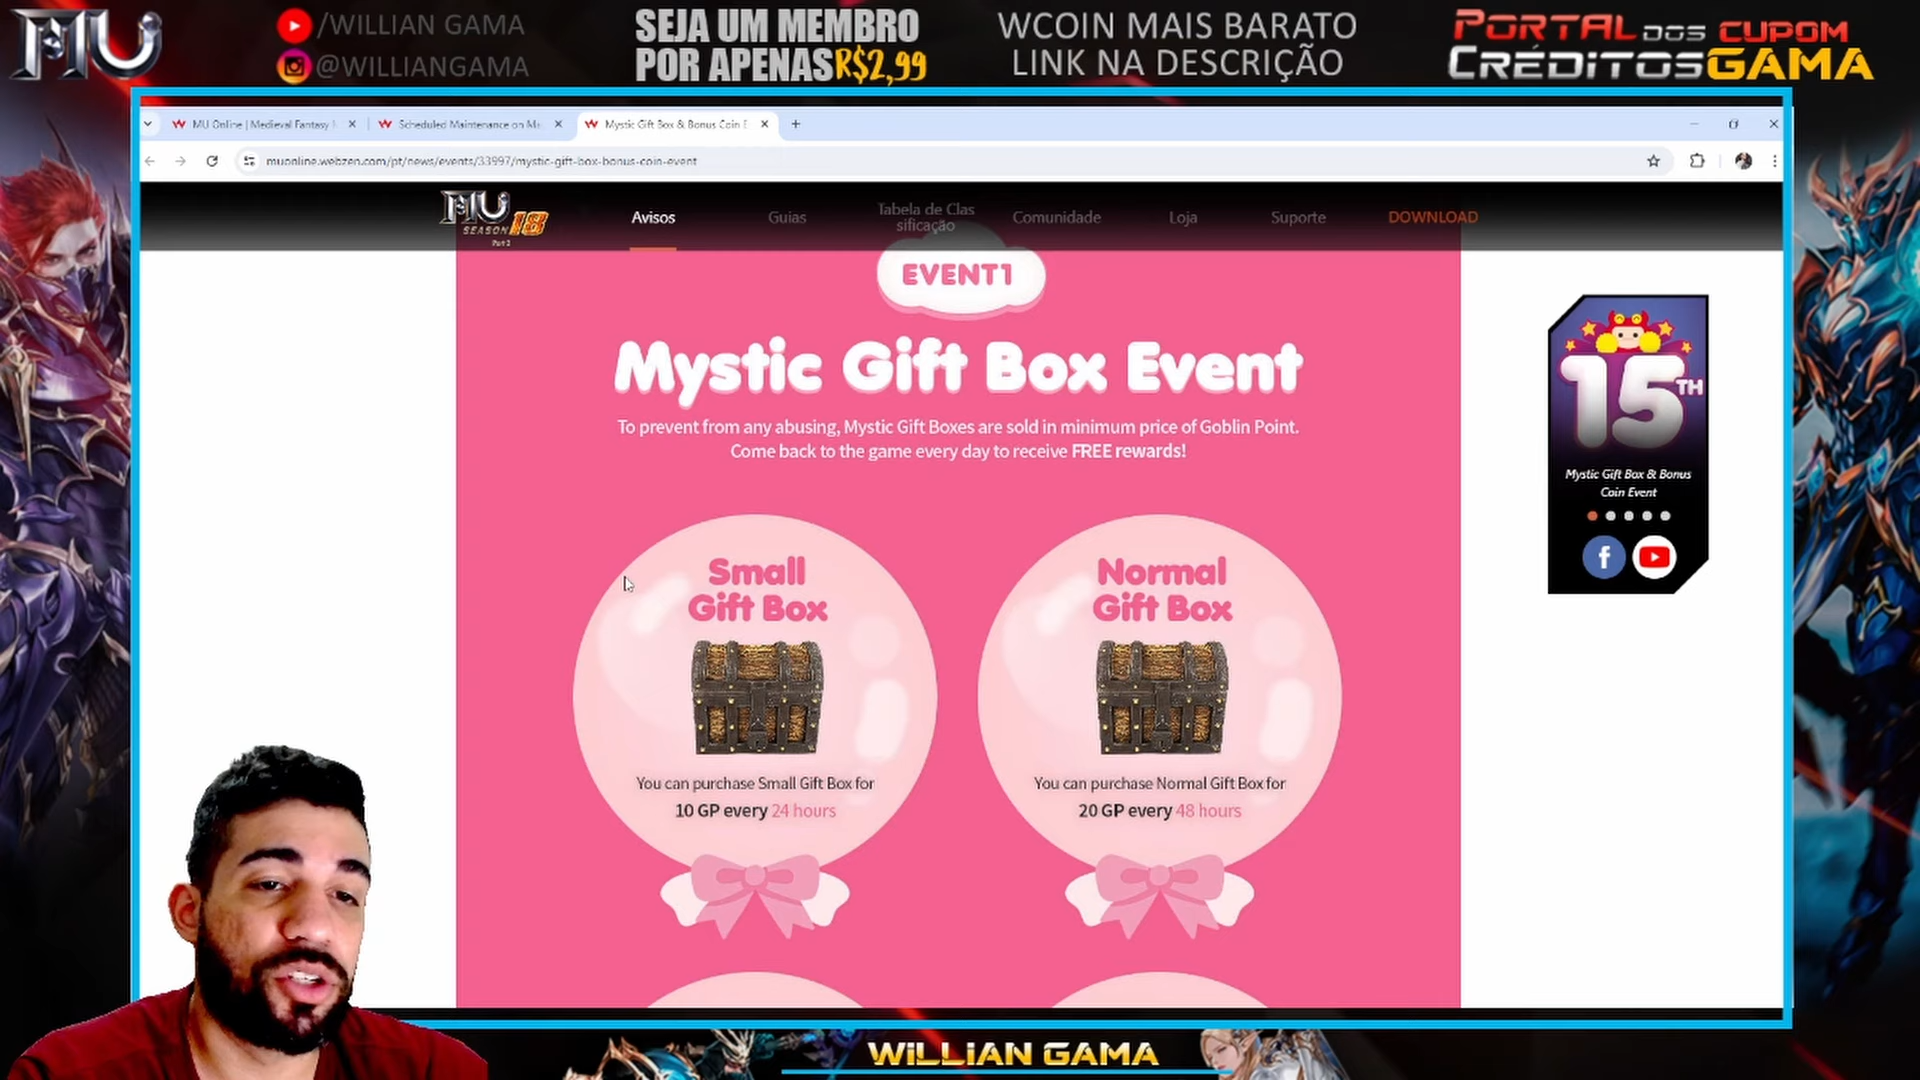 MU
/WILLIAN GAMA
@WILLIANGAMA
SEJA UM MEMBRO
POR APENAS R$2,99
WCOIN MAIS BARATO
LINK NA DESCRIÇÃO
PORTAL DOS
CRÉDITOS
CUPOM
GAMA
MU Online | Medieval Fantasy
Scheduled Maintenance on Ma
Mystic Gift Box & Bonus Coin E
muonline.webzen.com/pt/news/events/33997/mystic-gift-box-bonus-coin-event
MU
SEASON 18
Part 2
Avisos
Guias
Tabela de Clas
sificação
Comunidade
Loja
Suporte
DOWNLOAD
EVENT1
Mystic Gift Box Event
To prevent from any abusing, Mystic Gift Boxes are sold in minimum price of Goblin Point.
Come back to the game every day to receive FREE rewards!
Small
Gift Box
You can purchase Small Gift Box for
10 GP every 24 hours
Normal
Gift Box
You can purchase Normal Gift Box for
20 GP every 48 hours
15TH
Mystic Gift Box & Bonus
Coin Event
f
WILLIAN GAMA